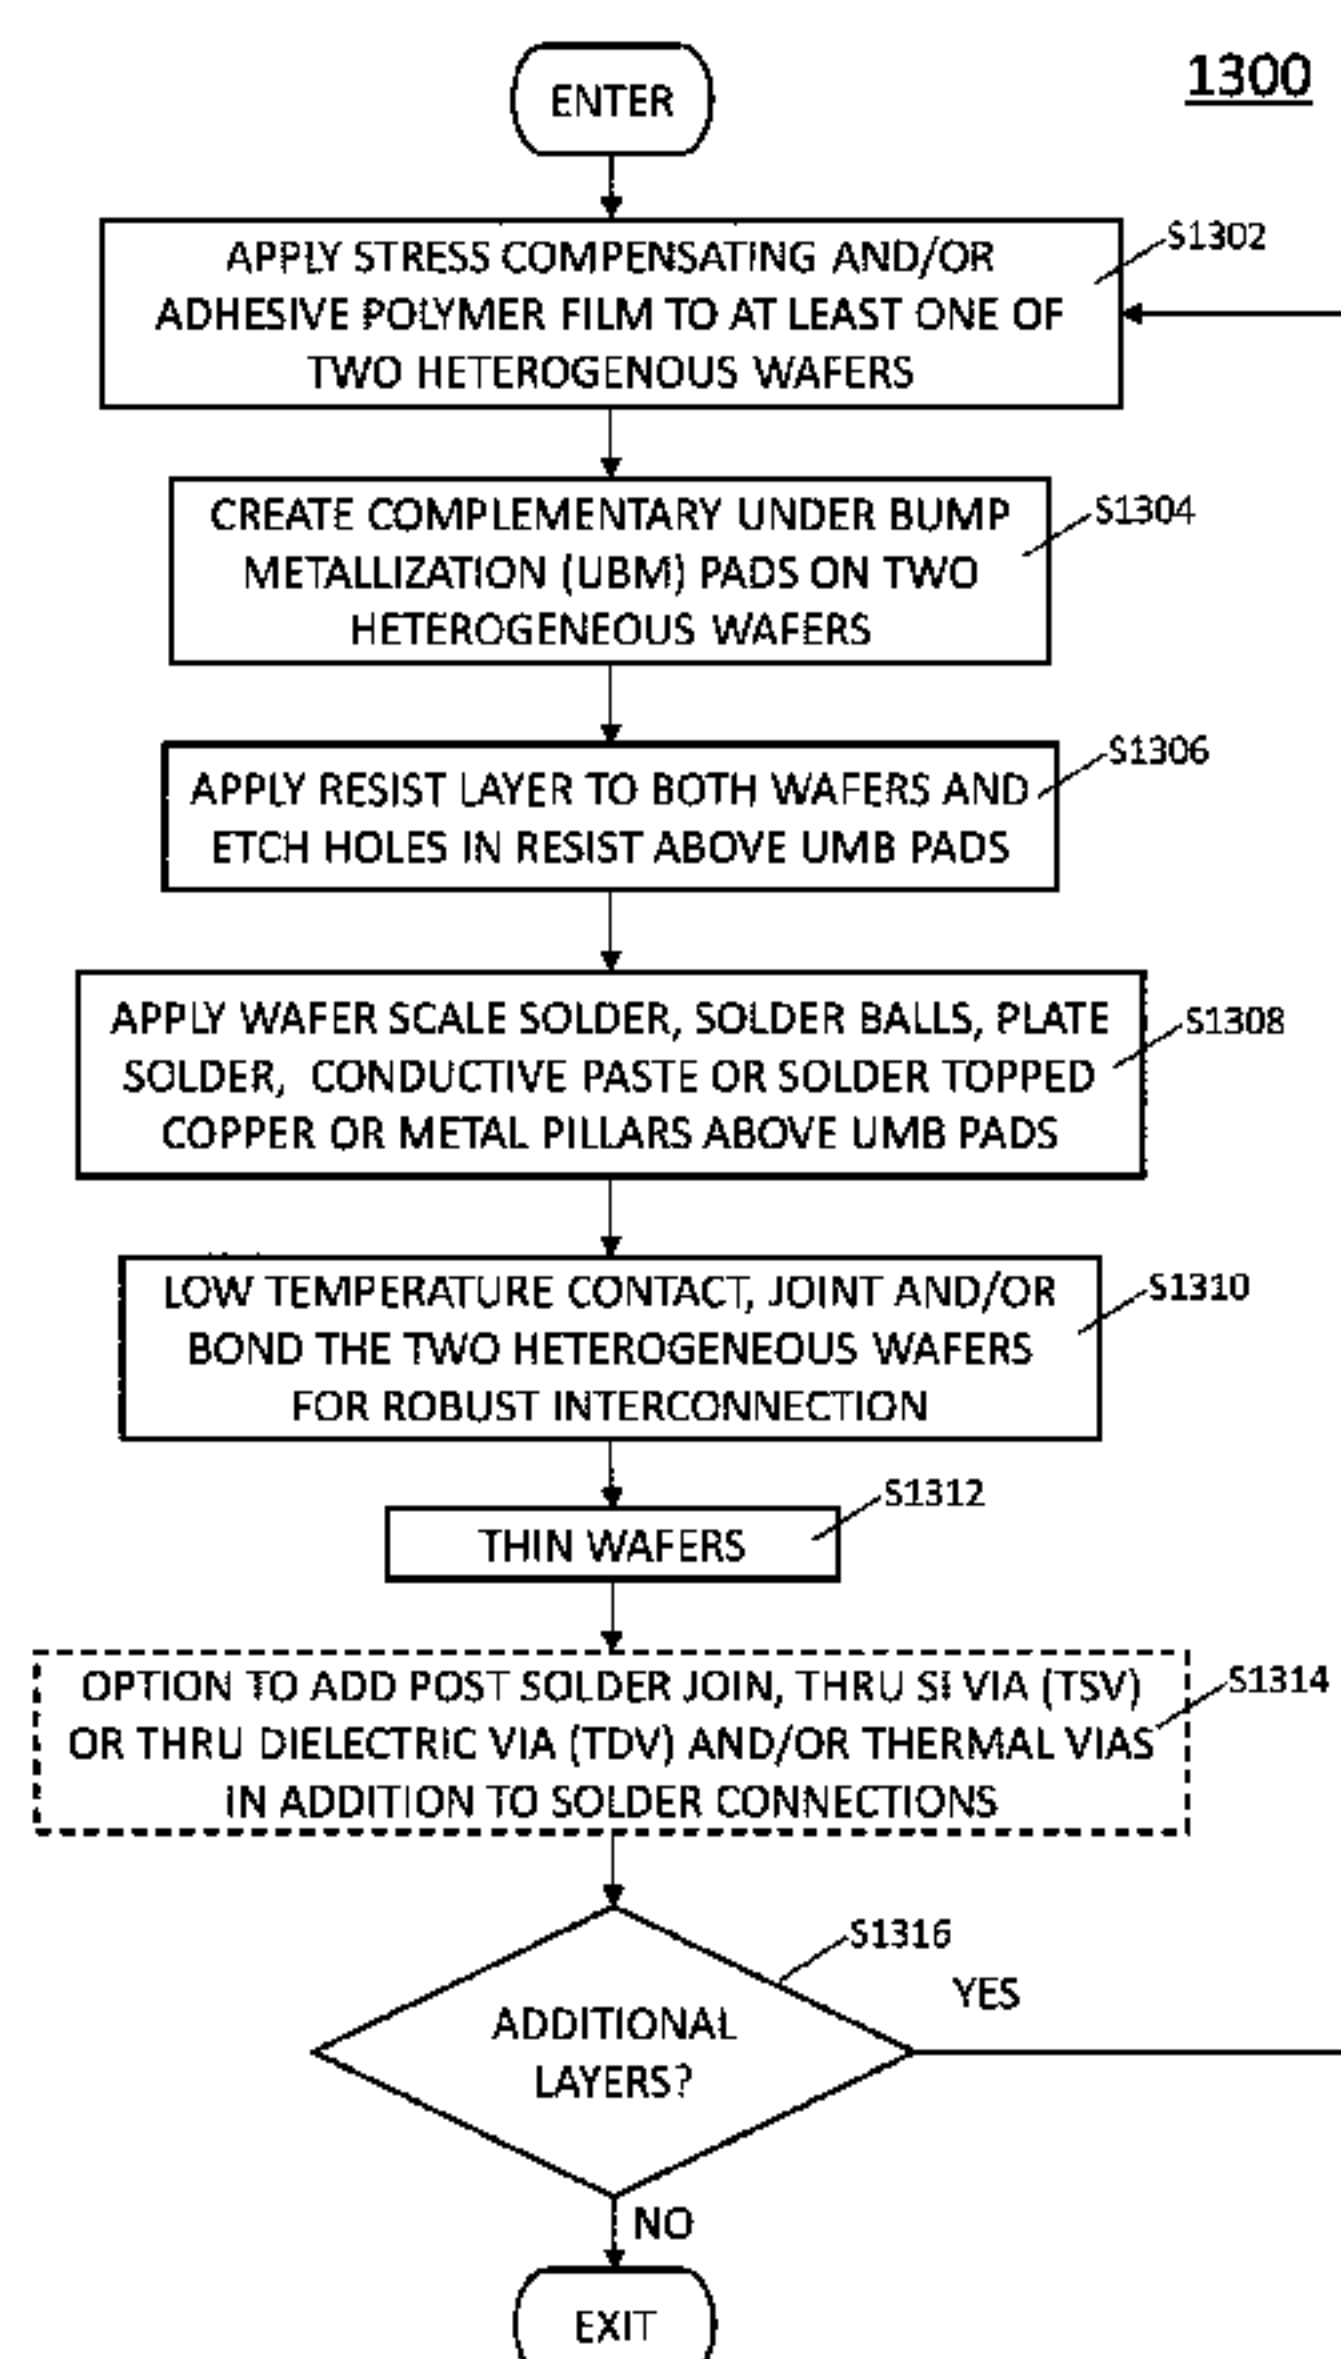 1300
ENTER
S1302
APPLY STRESS COMPENSATING AND/OR
ADHESIVE POLYMER FILM TO AT LEAST ONE OF
TWO HETEROGENOUS WAFERS
S1304
CREATE COMPLEMENTARY UNDER BUMP
METALLIZATION (UBM) PADS ON TWO
HETEROGENEOUS WAFERS
S1306
APPLY RESIST LAYER TO BOTH WAFERS AND
ETCH HOLES IN RESIST ABOVE UMB PADS
S1308
APPLY WAFER SCALE SOLDER, SOLDER BALLS, PLATE
SOLDER, CONDUCTIVE PASTE OR SOLDER TOPPED
COPPER OR METAL PILLARS ABOVE UMB PADS
S1310
LOW TEMPERATURE CONTACT, JOINT AND/OR
BOND THE TWO HETEROGENEOUS WAFERS
FOR ROBUST INTERCONNECTION
S1312
THIN WAFERS
S1314
OPTION TO ADD POST SOLDER JOIN, THRU SI VIA (TSV)
OR THRU DIELECTRIC VIA (TDV) AND/OR THERMAL VIAS
IN ADDITION TO SOLDER CONNECTIONS
S1316
YES
ADDITIONAL
LAYERS?
NO
EXIT